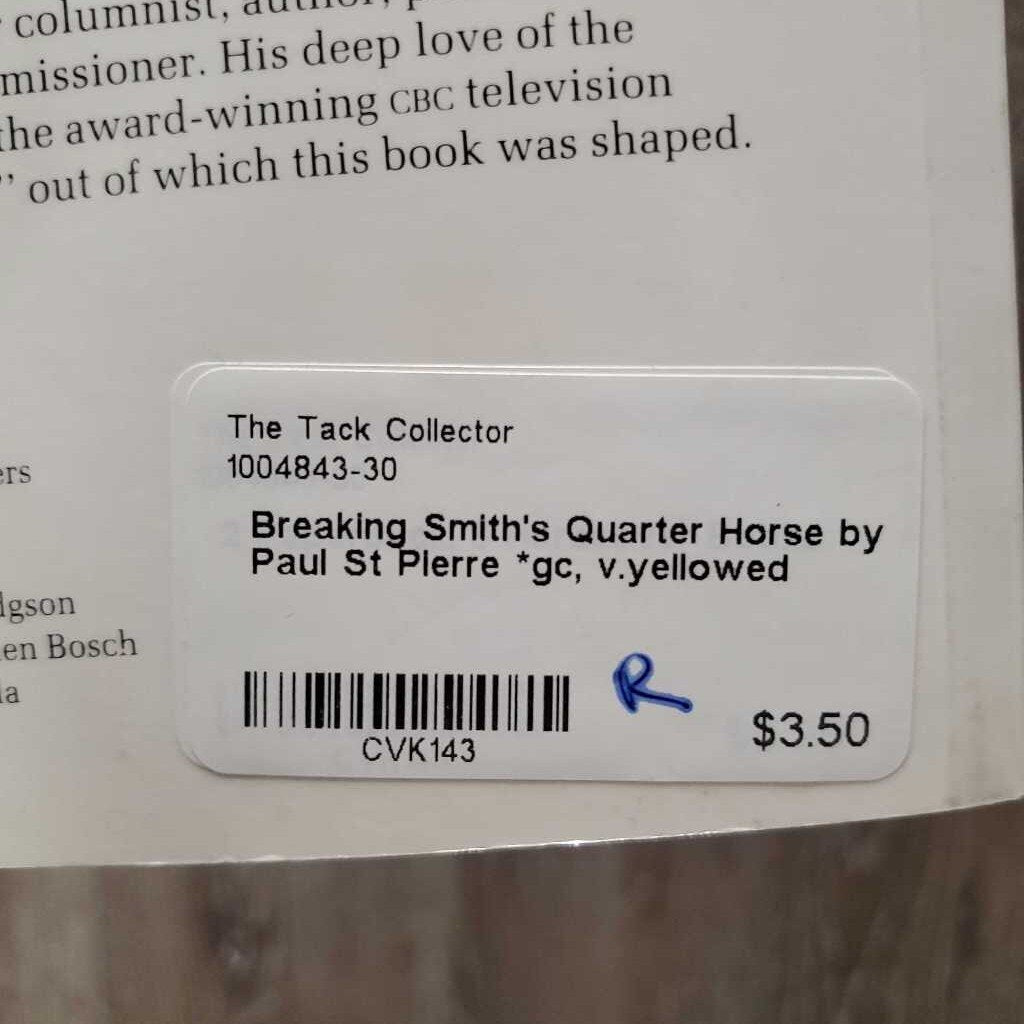 columnist,
missioner. His deep love of the
the award-winning CBC television
" out of which this book was shaped.
ers
The Tack Collector
1004843-30
Breaking Smith's Quarter Horse by
Paul St Pierre *gc, v.yellowed
dgson
en Bosch
la
CVK143
R
$3.50